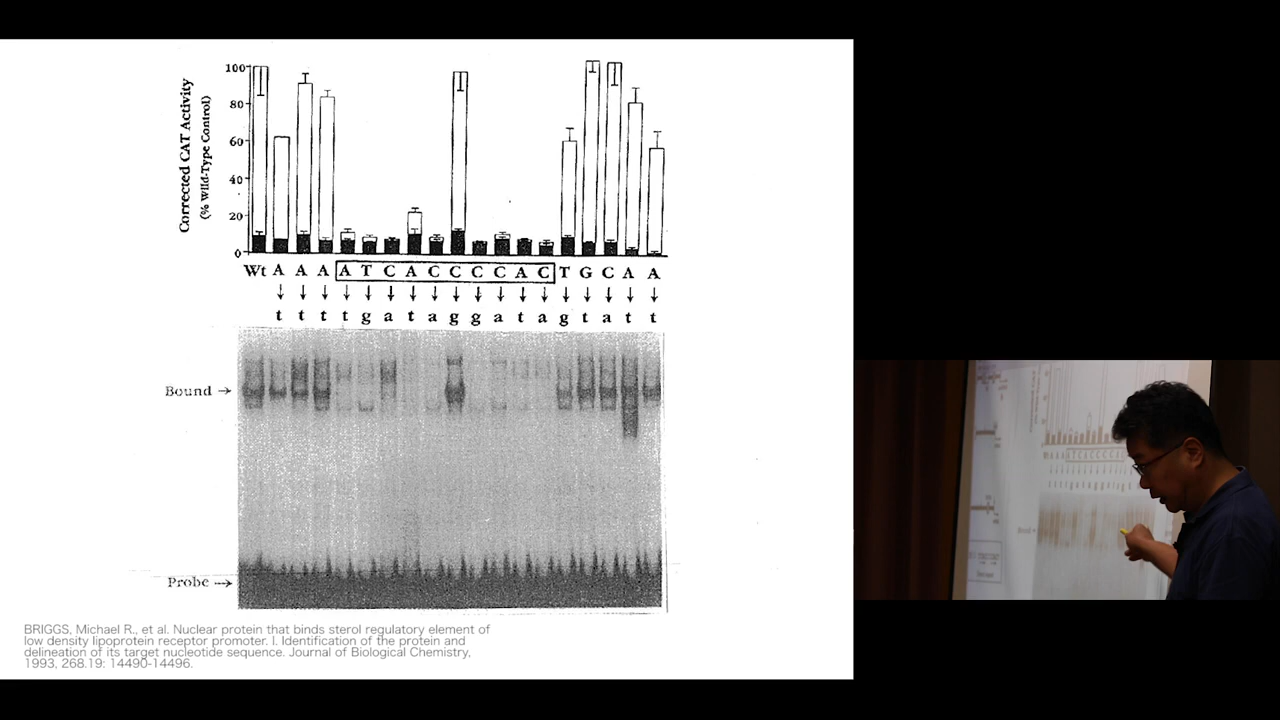 Corrected CAT Activity
(% Wild-Type Control)
100
80
60
40
20
0
Wt A A A A T C A C C C C A C T G C A A
t t t t g a t a g g a t a g t a t t
Bound →
Probe →
BRIGGS, Michael R., et al. Nuclear protein that binds sterol regulatory element of
low density lipoprotein receptor promoter. I. Identification of the protein and
delineation of its target nucleotide sequence. Journal of Biological Chemistry,
1993, 268.19: 14490-14496.